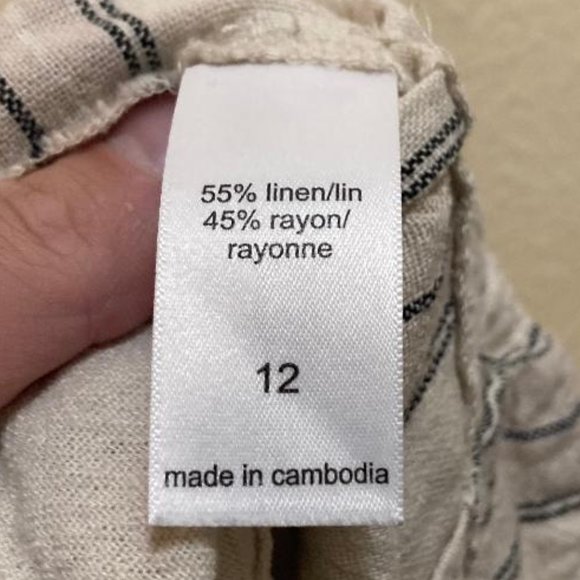 55% linen/lin
45% rayon/
rayonne
12
made in cambodia